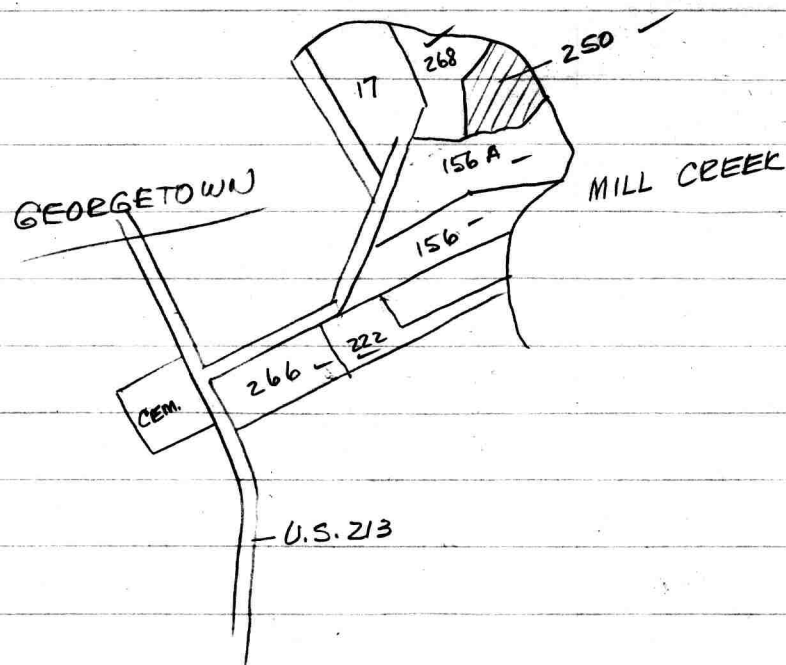 268
250
17
156 A
MILL CREEK
GEORGETOWN
156
222
266
CEM.
U.S. 213